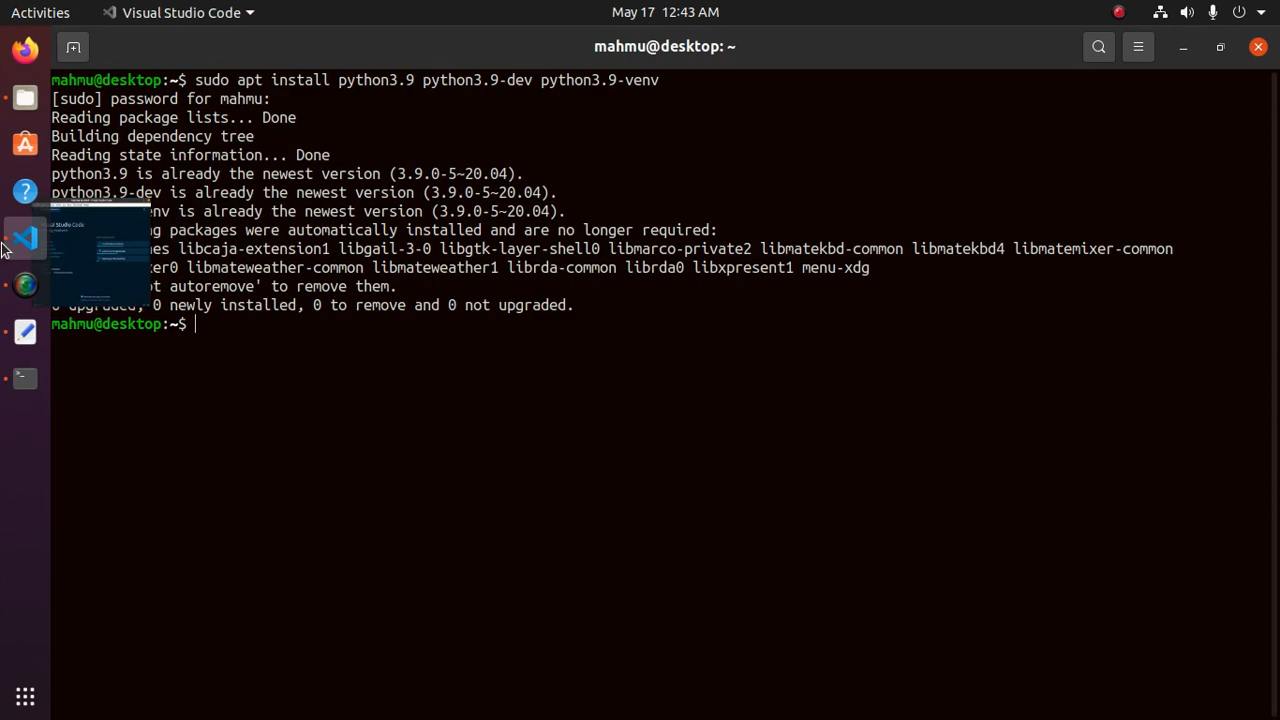 Activities Visual Studio Code May 17 12:43 AM
mahmu@desktop: ~
mahmu@desktop:~$ sudo apt install python3.9 python3.9-dev python3.9-venv
[sudo] password for mahmu:
Reading package lists... Done
Building dependency tree
Reading state information... Done
python3.9 is already the newest version (3.9.0-5~20.04).
python3.9-dev is already the newest version (3.9.0-5~20.04).
nv is already the newest version (3.9.0-5~20.04).
Visual Studio Code
g packages were automatically installed and are no longer required:
es libcaja-extension1 libgail-3-0 libgtk-layer-shell0 libmarco-private2 libmatekbd-common libmatekbd4 libmatemixer-common
er0 libmateweather-common libmateweather1 librda-common librda0 libxpresent1 menu-xdg
t autoremove' to remove them.
0 upgraded, 0 newly installed, 0 to remove and 0 not upgraded.
mahmu@desktop:~$